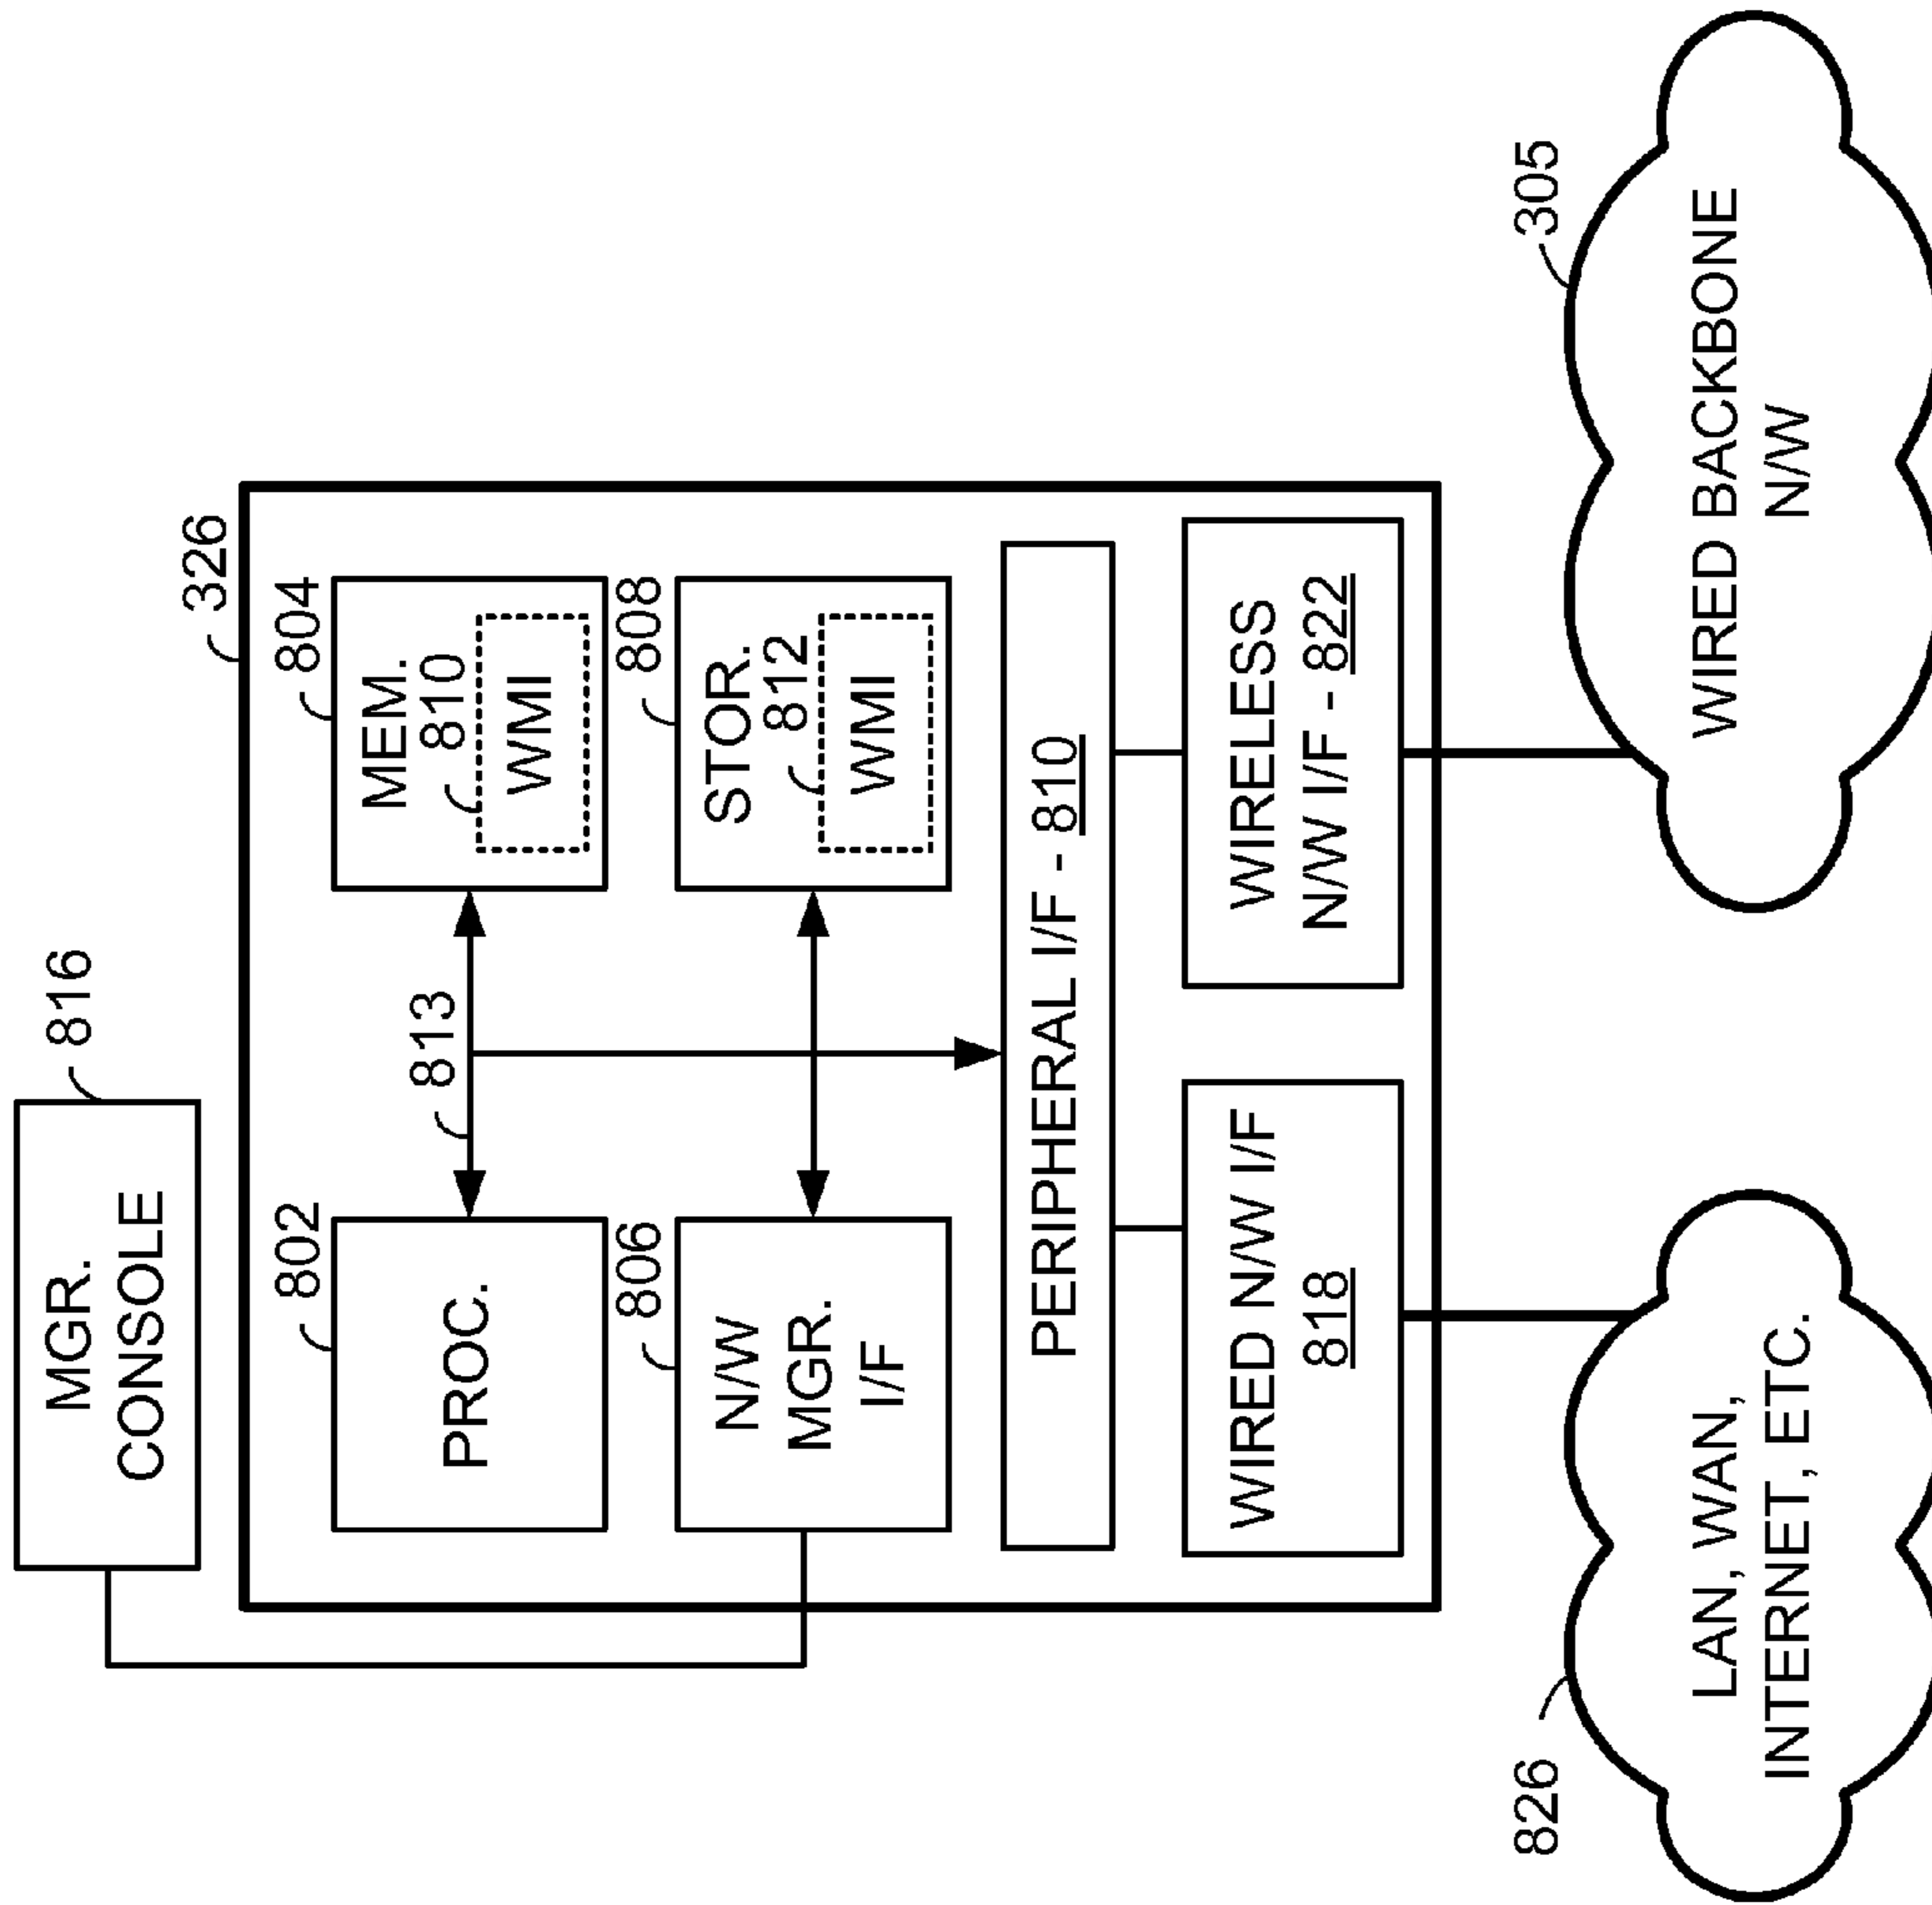 MGR.
CONSOLE
816
326
802
PROC.
813
804
MEM.
810
WMI
806
N/W
MGR.
I/F
808
STOR.
812
WMI
PERIPHERAL I/F - 810
WIRED N/W I/F
818
WIRELESS
N/W I/F - 822
826
LAN, WAN,
INTERNET, ETC.
305
WIRED BACKBONE
N/W